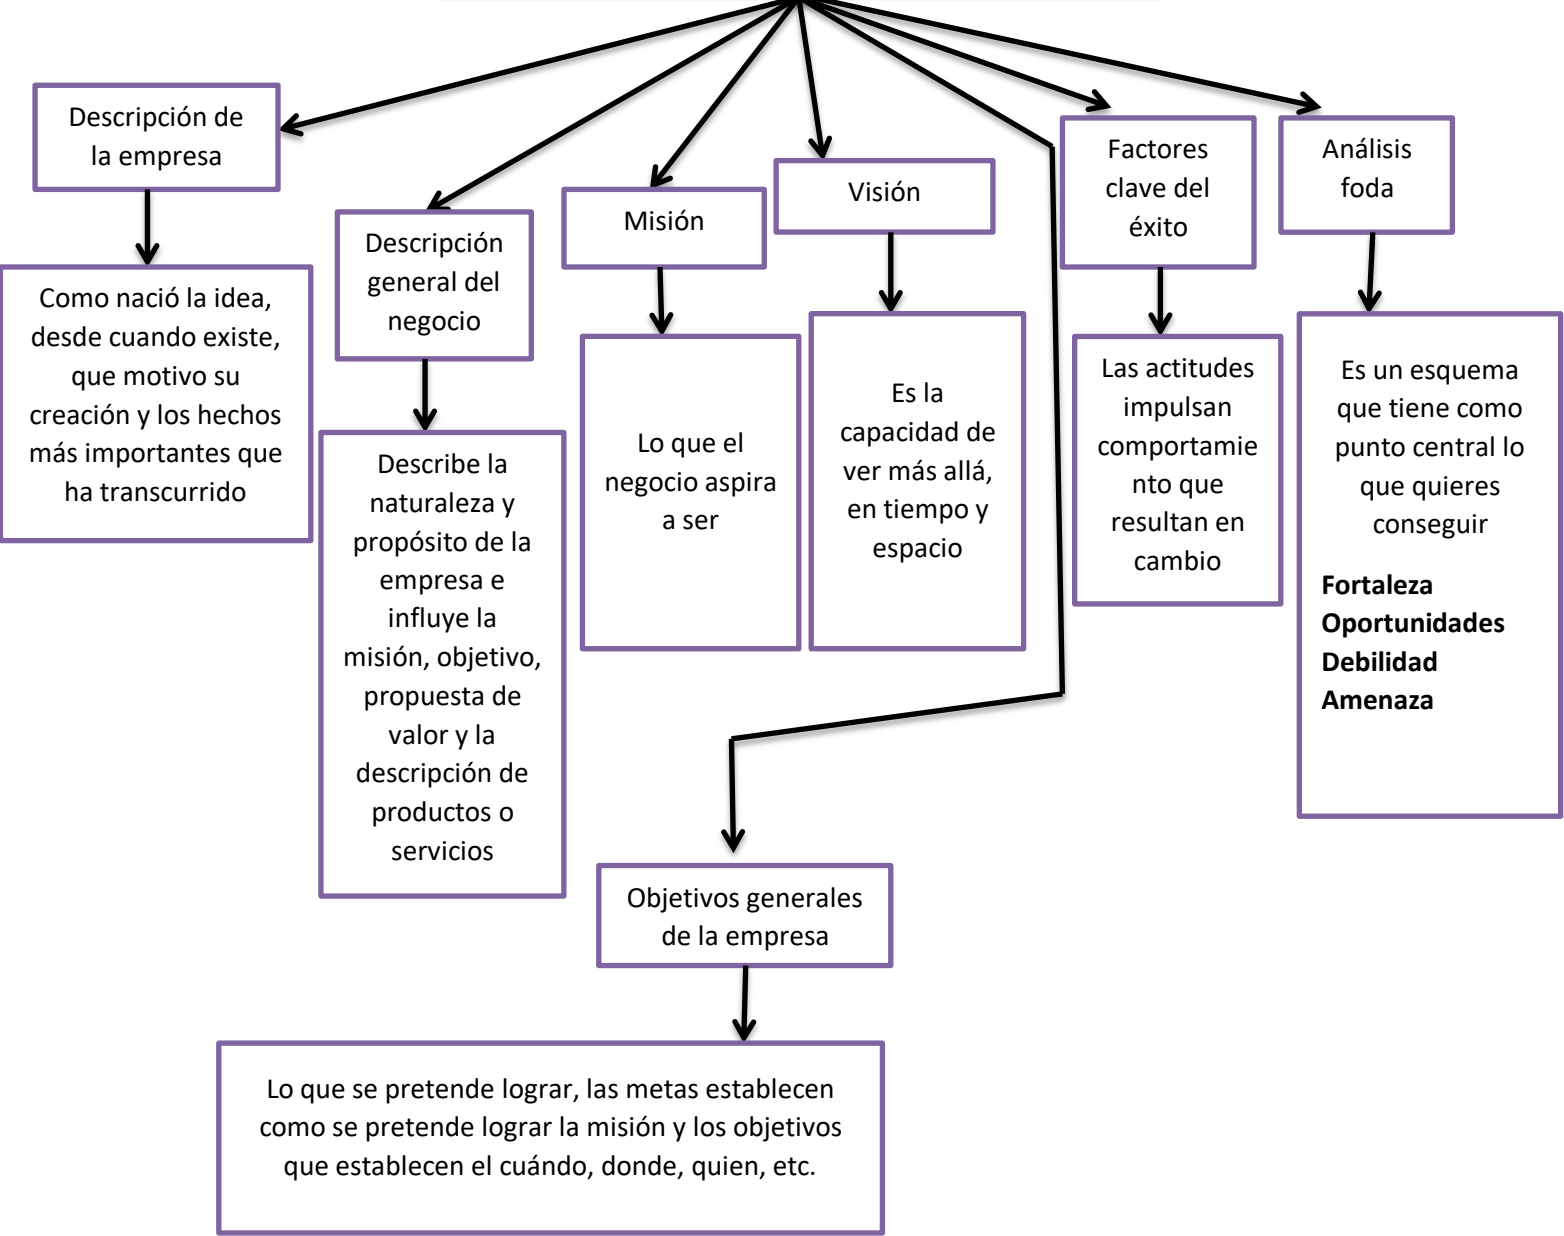 Descripción de
la empresa
Como nació la idea,
desde cuando existe,
que motivo su
creación y los hechos
más importantes que
ha transcurrido
Descripción
general del
negocio
Describe la
naturaleza y
propósito de la
empresa e
influye la
misión, objetivo,
propuesta de
valor y la
descripción de
productos o
servicios
Misión
Lo que el
negocio aspira
a ser
Visión
Es la
capacidad de
ver más allá,
en tiempo y
espacio
Factores
clave del
éxito
Las actitudes
impulsan
comportamie
nto que
resultan en
cambio
Análisis
foda
Es un esquema
que tiene como
punto central lo
que quieres
conseguir
Fortaleza
Oportunidades
Debilidad
Amenaza
Objetivos generales
de la empresa
Lo que se pretende lograr, las metas establecen
como se pretende lograr la misión y los objetivos
que establecen el cuándo, donde, quien, etc.